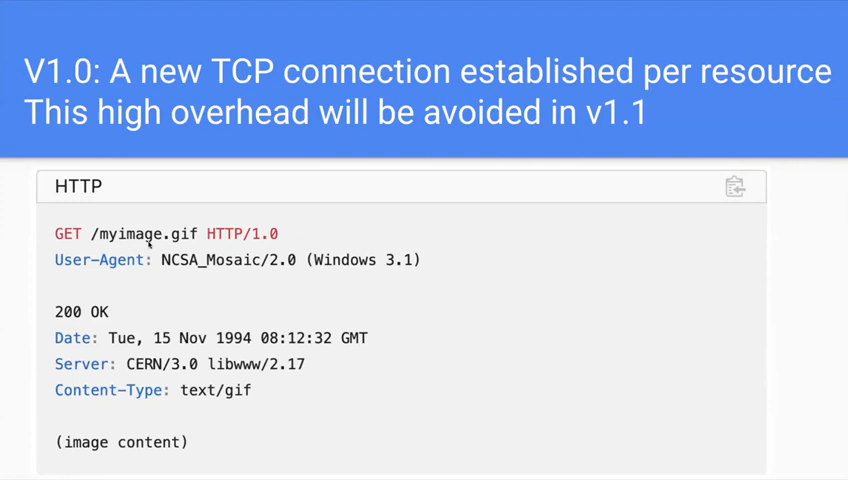 V1.0: A new TCP connection established per resource
This high overhead will be avoided in v1.1
HTTP
GET /myimage.gif HTTP/1.0
User-Agent: NCSA_Mosaic/2.0 (Windows 3.1)
200 OK
Date: Tue, 15 Nov 1994 08:12:32 GMT
Server: CERN/3.0 libwww/2.17
Content-Type: text/gif
(image content)